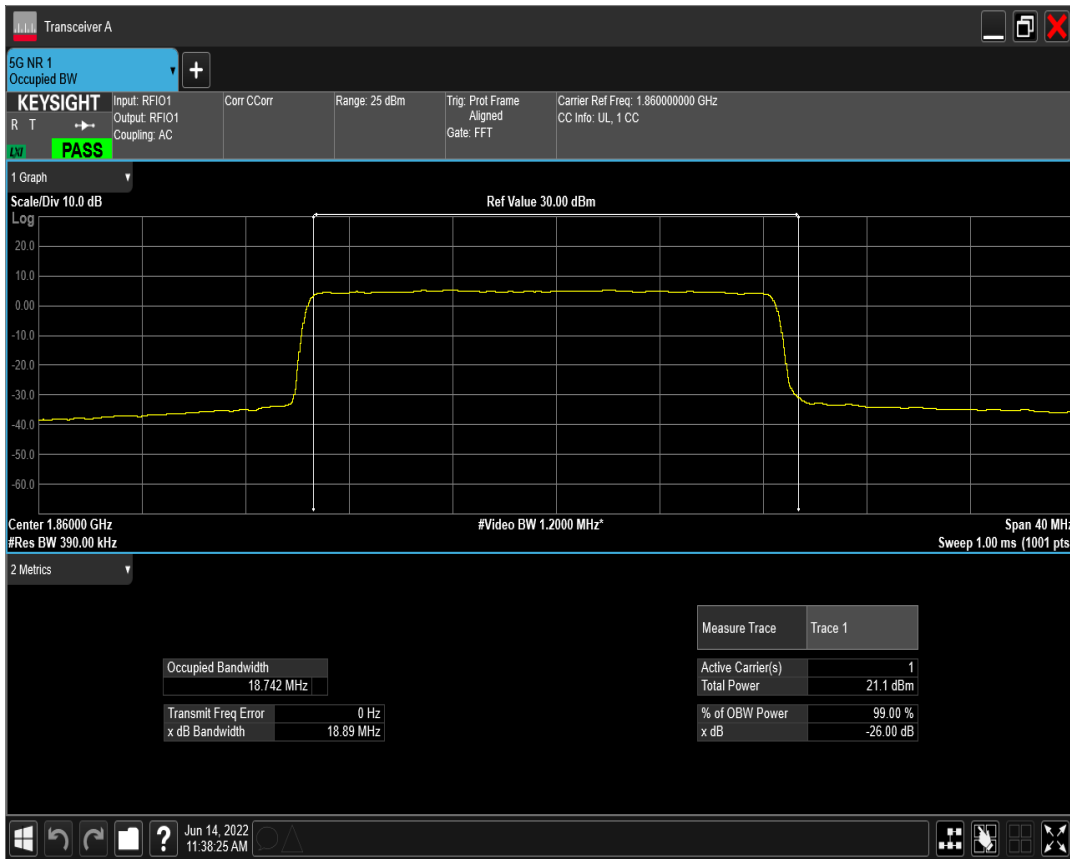 Transceiver A
5G NR 1
Occupied BW
KEYSIGHT
R T
LXI
PASS
Input: RFIO1
Output: RFIO1
Coupling: AC
Corr CCorr
Range: 25 dBm
Trig: Prot Frame
Aligned
Gate: FFT
Carrier Ref Freq: 1.860000000 GHz
CC Info: UL, 1 CC
1 Graph
Scale/Div 10.0 dB
Ref Value 30.00 dBm
Log
20.0
10.0
0.00
-10.0
-20.0
-30.0
-40.0
-50.0
-60.0
Center 1.86000 GHz
#Video BW 1.2000 MHz*
Span 40 MHz
#Res BW 390.00 kHz
Sweep 1.00 ms (1001 pts
2 Metrics
Measure Trace Trace 1
Occupied Bandwidth
18.742 MHz
Active Carrier(s) 1
Total Power 21.1 dBm
Transmit Freq Error 0 Hz
x dB Bandwidth 18.89 MHz
% of OBW Power 99.00 %
x dB -26.00 dB
?
Jun 14, 2022
11:38:25 AM